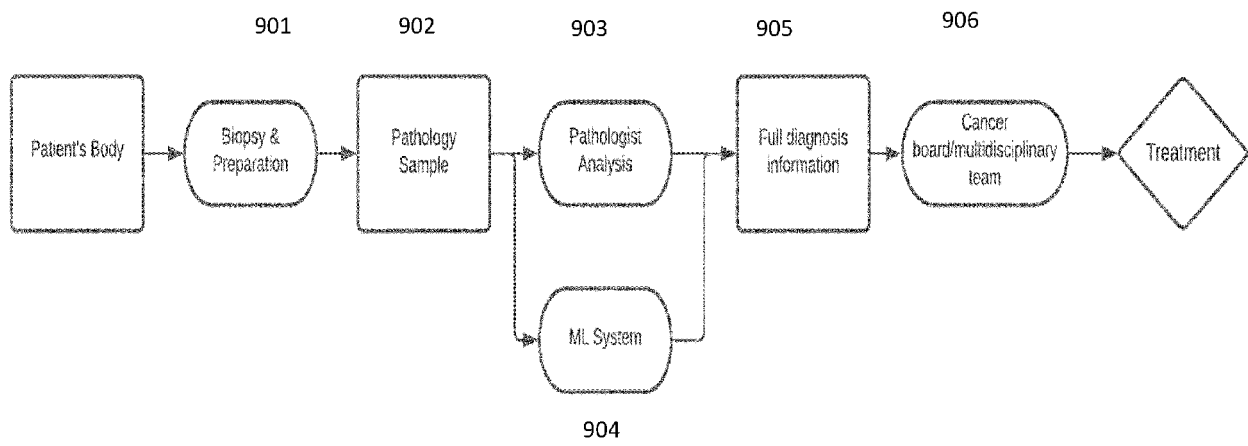 901
902
903
905
906
Patient's Body
Biopsy &
Preparation
Pathology
Sample
Pathologist
Analysis
Full diagnosis
information
Cancer
board/multidisciplinary
team
Treatment
ML System
904